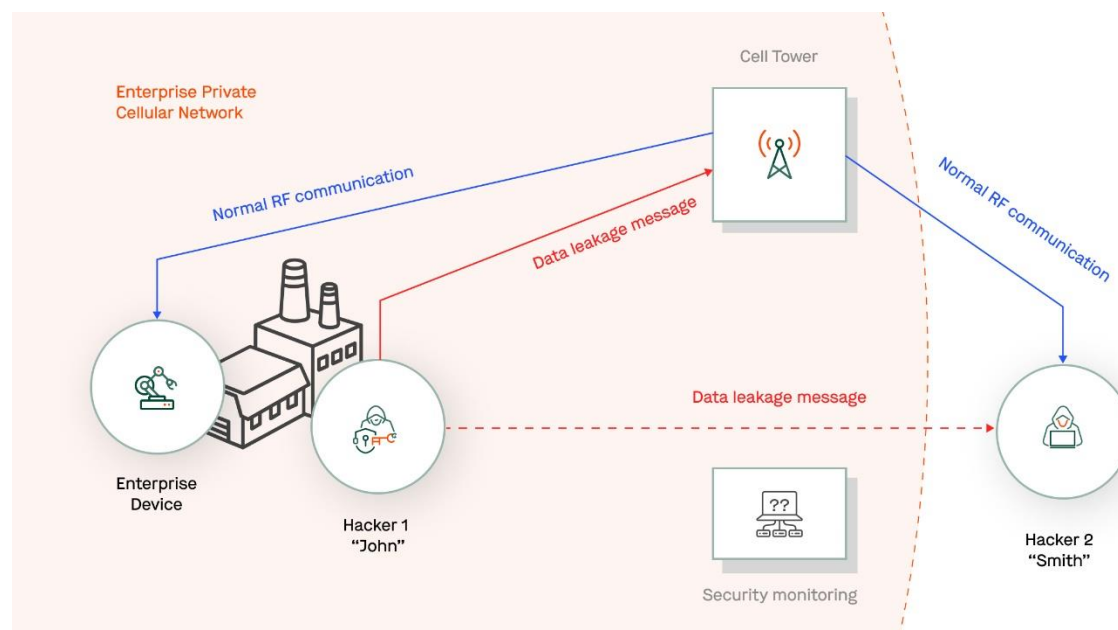 Cell Tower
Enterprise Private
Cellular Network
Normal RF communication
Data leakage message
Normal RF communication
Data leakage message
Enterprise
Device
Hacker 1
“John”
??
Security monitoring
Hacker 2
“Smith”